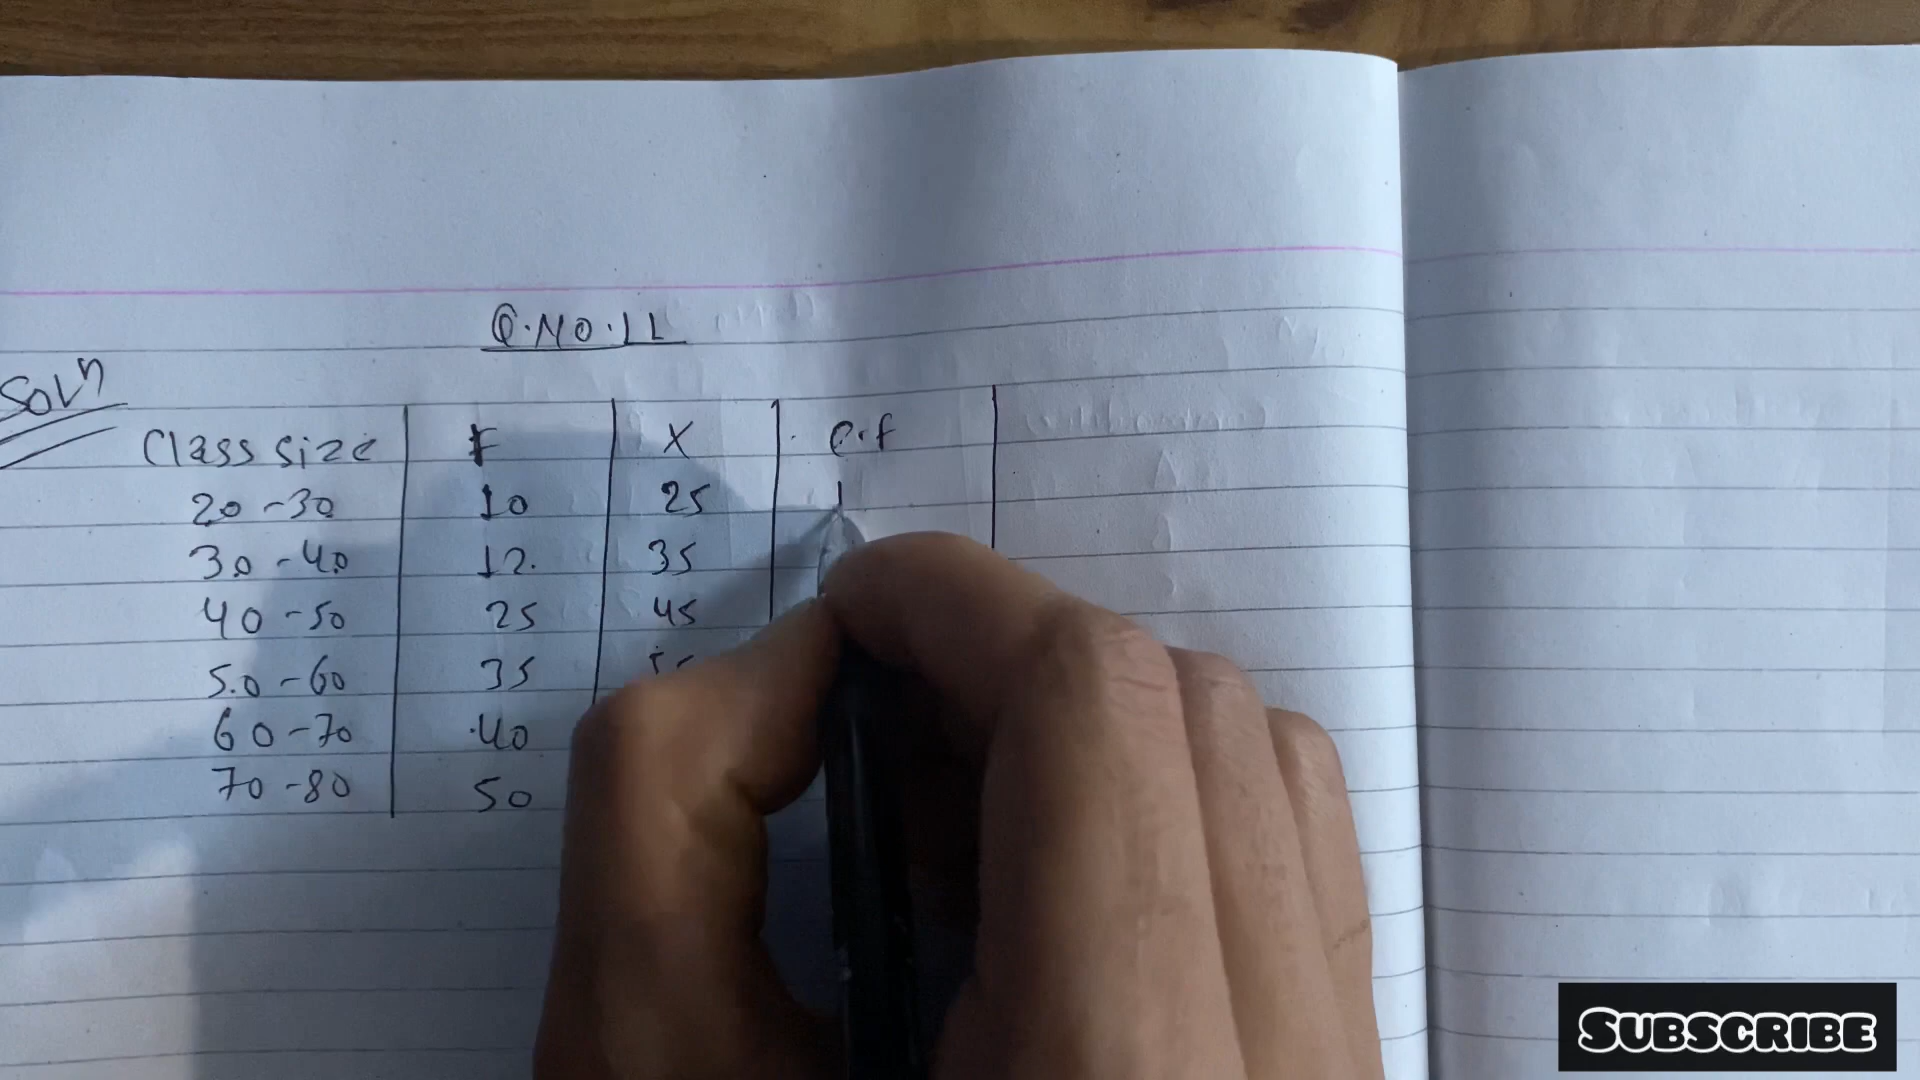 Q.NO.11
Solⁿ
Class size F X C.f
20-30 10 25 1
30-40 12. 35
40-50 25 45
50-60 35
60-70 40
70-80 50
SUBSCRIBE